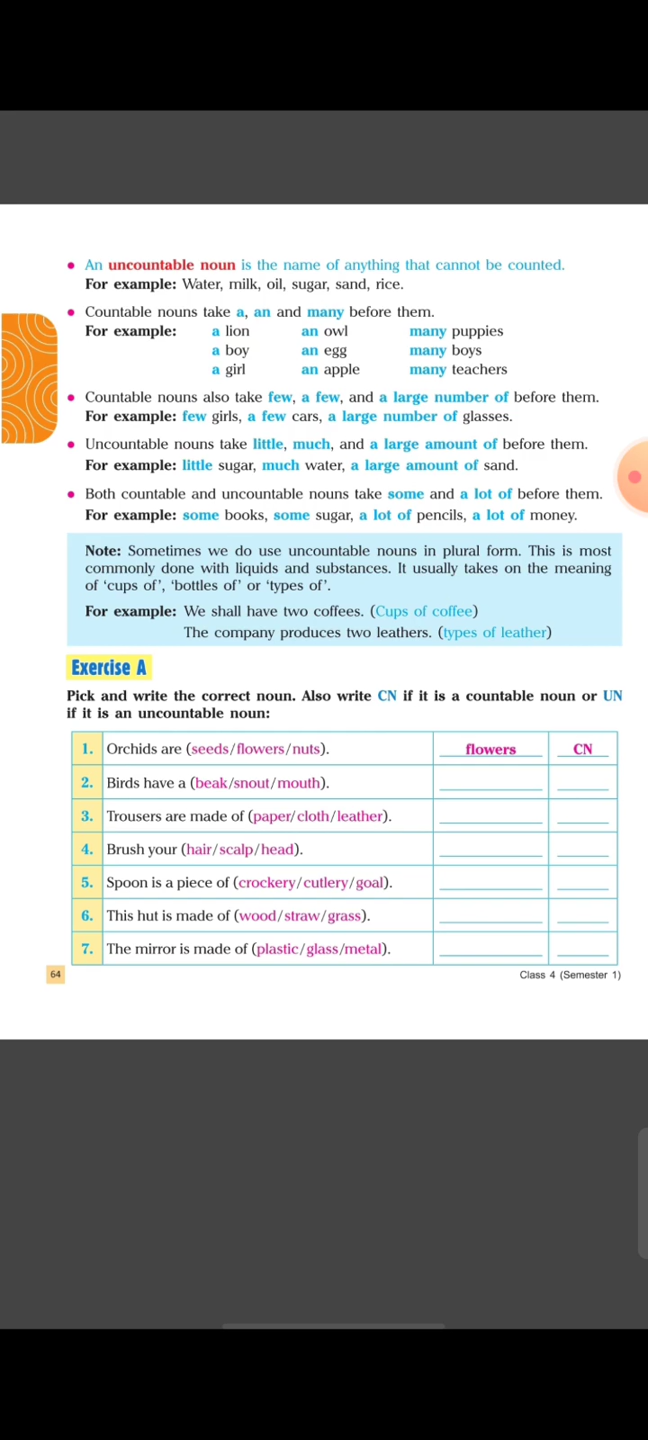 • An uncountable noun is the name of anything that cannot be counted.
For example: Water, milk, oil, sugar, sand, rice.
• Countable nouns take a, an and many before them.
For example: a lion an owl many puppies
a boy an egg many boys
a girl an apple many teachers
• Countable nouns also take few, a few, and a large number of before them.
For example: few girls, a few cars, a large number of glasses.
• Uncountable nouns take little, much, and a large amount of before them.
For example: little sugar, much water, a large amount of sand.
• Both countable and uncountable nouns take some and a lot of before them.
For example: some books, some sugar, a lot of pencils, a lot of money.
Note: Sometimes we do use uncountable nouns in plural form. This is most
commonly done with liquids and substances. It usually takes on the meaning
of ‘cups of’, ‘bottles of’ or ‘types of’.
For example: We shall have two coffees. (Cups of coffee)
The company produces two leathers. (types of leather)
Exercise A
Pick and write the correct noun. Also write CN if it is a countable noun or UN
if it is an uncountable noun:
1. Orchids are (seeds/flowers/nuts). flowers CN
2. Birds have a (beak/snout/mouth).
3. Trousers are made of (paper/cloth/leather).
4. Brush your (hair/scalp/head).
5. Spoon is a piece of (crockery/cutlery/goal).
6. This hut is made of (wood/straw/grass).
7. The mirror is made of (plastic/glass/metal).
64 Class 4 (Semester 1)